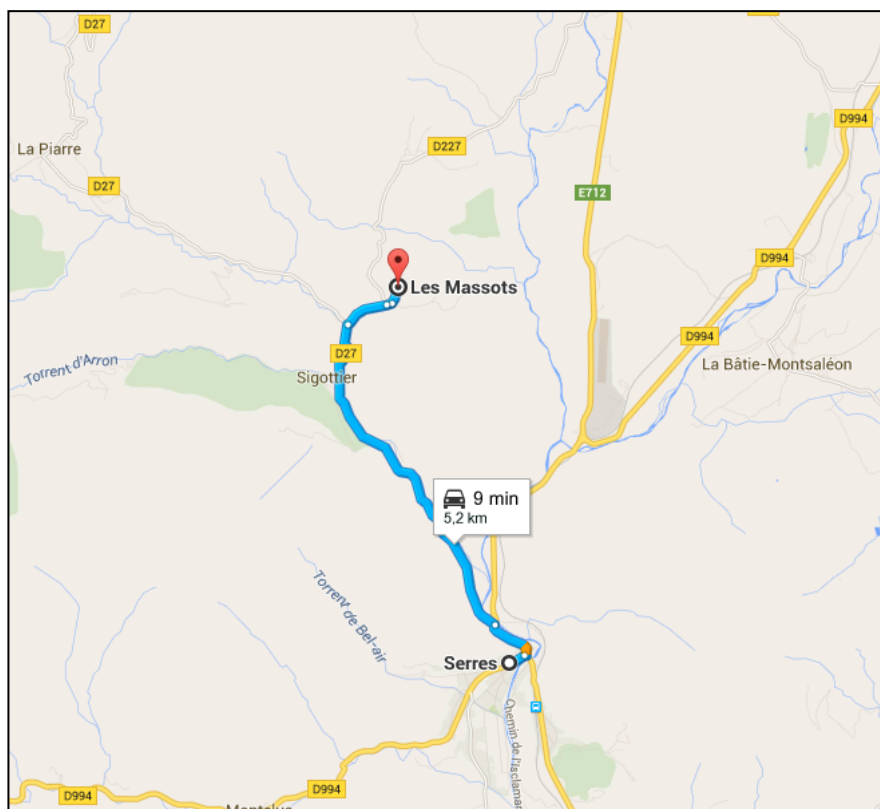 D27
D994
La Piarre
D227
D27
E712
D994
Les Massots
D994
D27
La Bâtie-Montsaléon
Torrent d'Arron
Sigottier
9 min
5,2 km
Torrent de Bel-air
Serres
Chemin de l'Isclamar
D994
D994